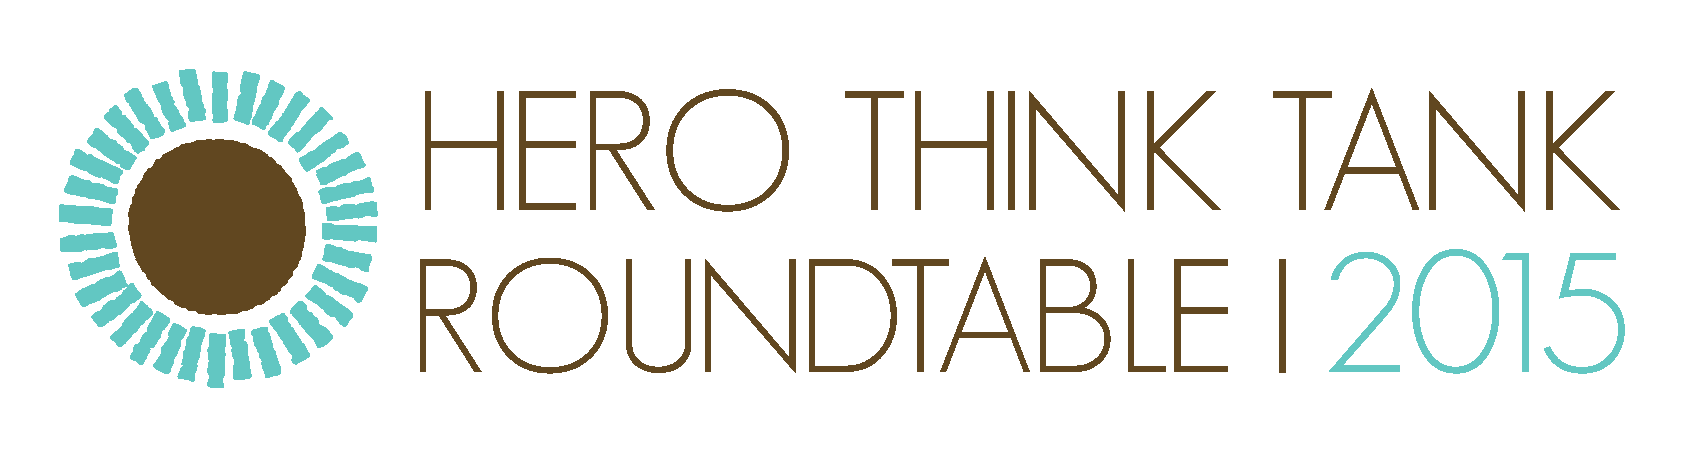 HERO THINK TANK
ROUNDTABLE | 2015